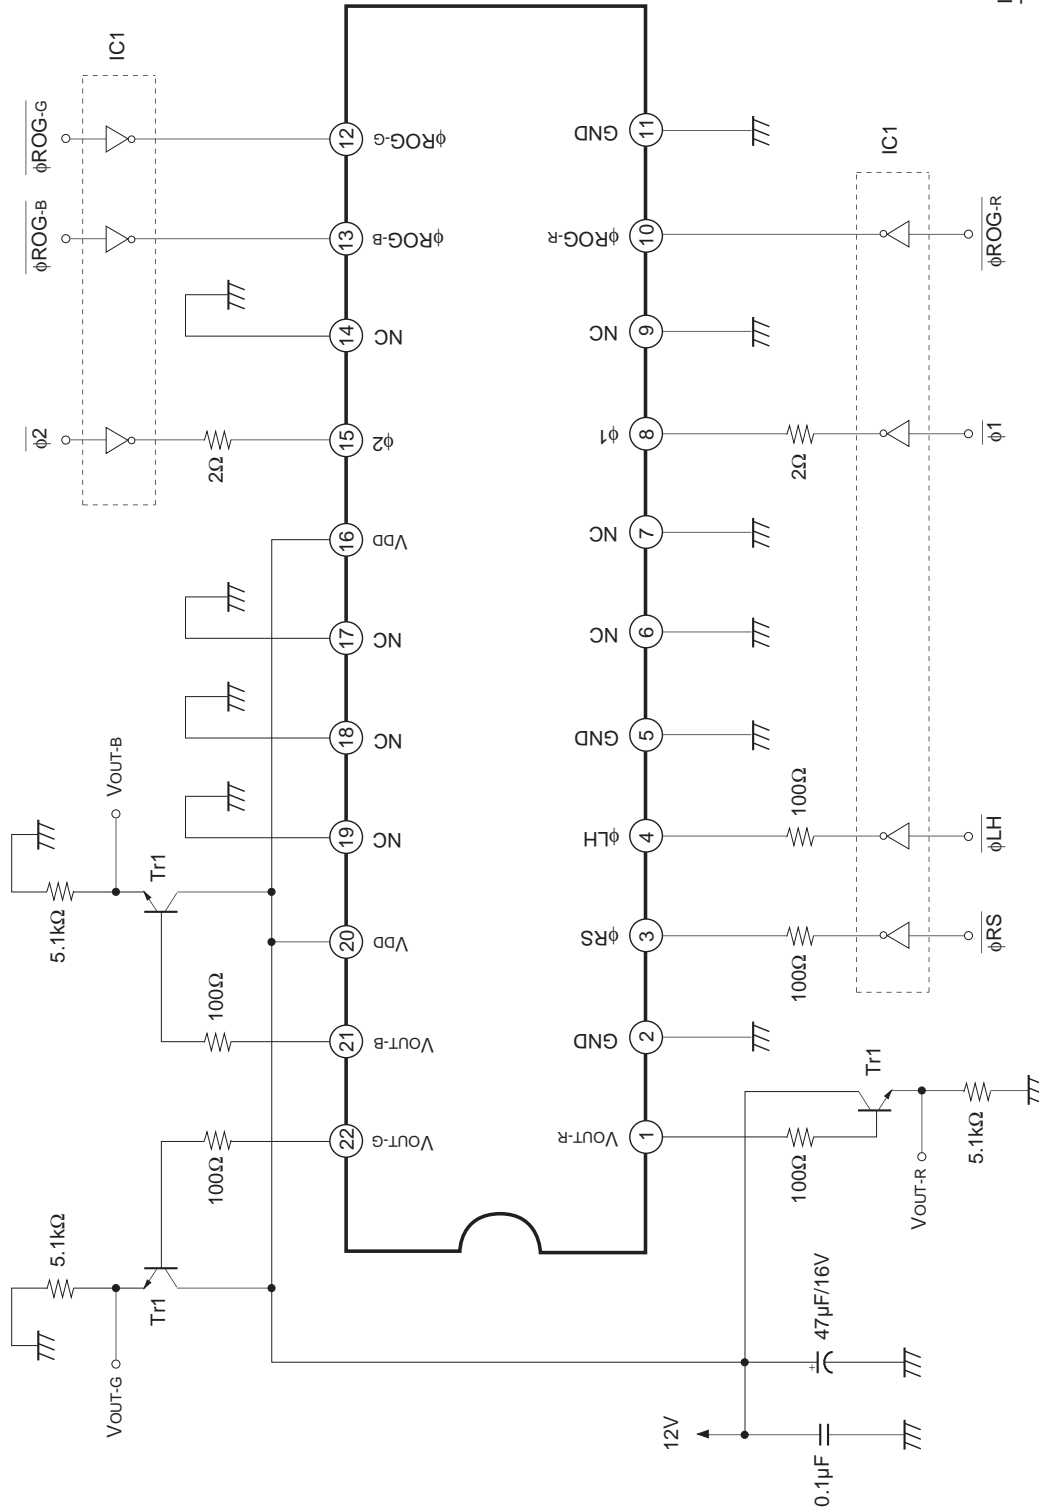 IC1
φROG-G
φROG-B
φ2
2Ω
12
φROG-G
13
φROG-B
14
NC
15
φ2
16
VDD
17
NC
18
NC
19
NC
20
VDD
21
VOUT-B
22
VOUT-G
VOUT-B
Tr1
5.1kΩ
100Ω
100Ω
5.1kΩ
Tr1
VOUT-G
11
GND
10
φROG-R
9
NC
8
φ1
7
NC
6
NC
5
GND
4
φLH
3
φRS
2
GND
1
VOUT-R
IC1
φROG-R
2Ω
φ1
100Ω
φLH
100Ω
φRS
Tr1
100Ω
VOUT-R
5.1kΩ
12V
+
47µF/16V
0.1µF